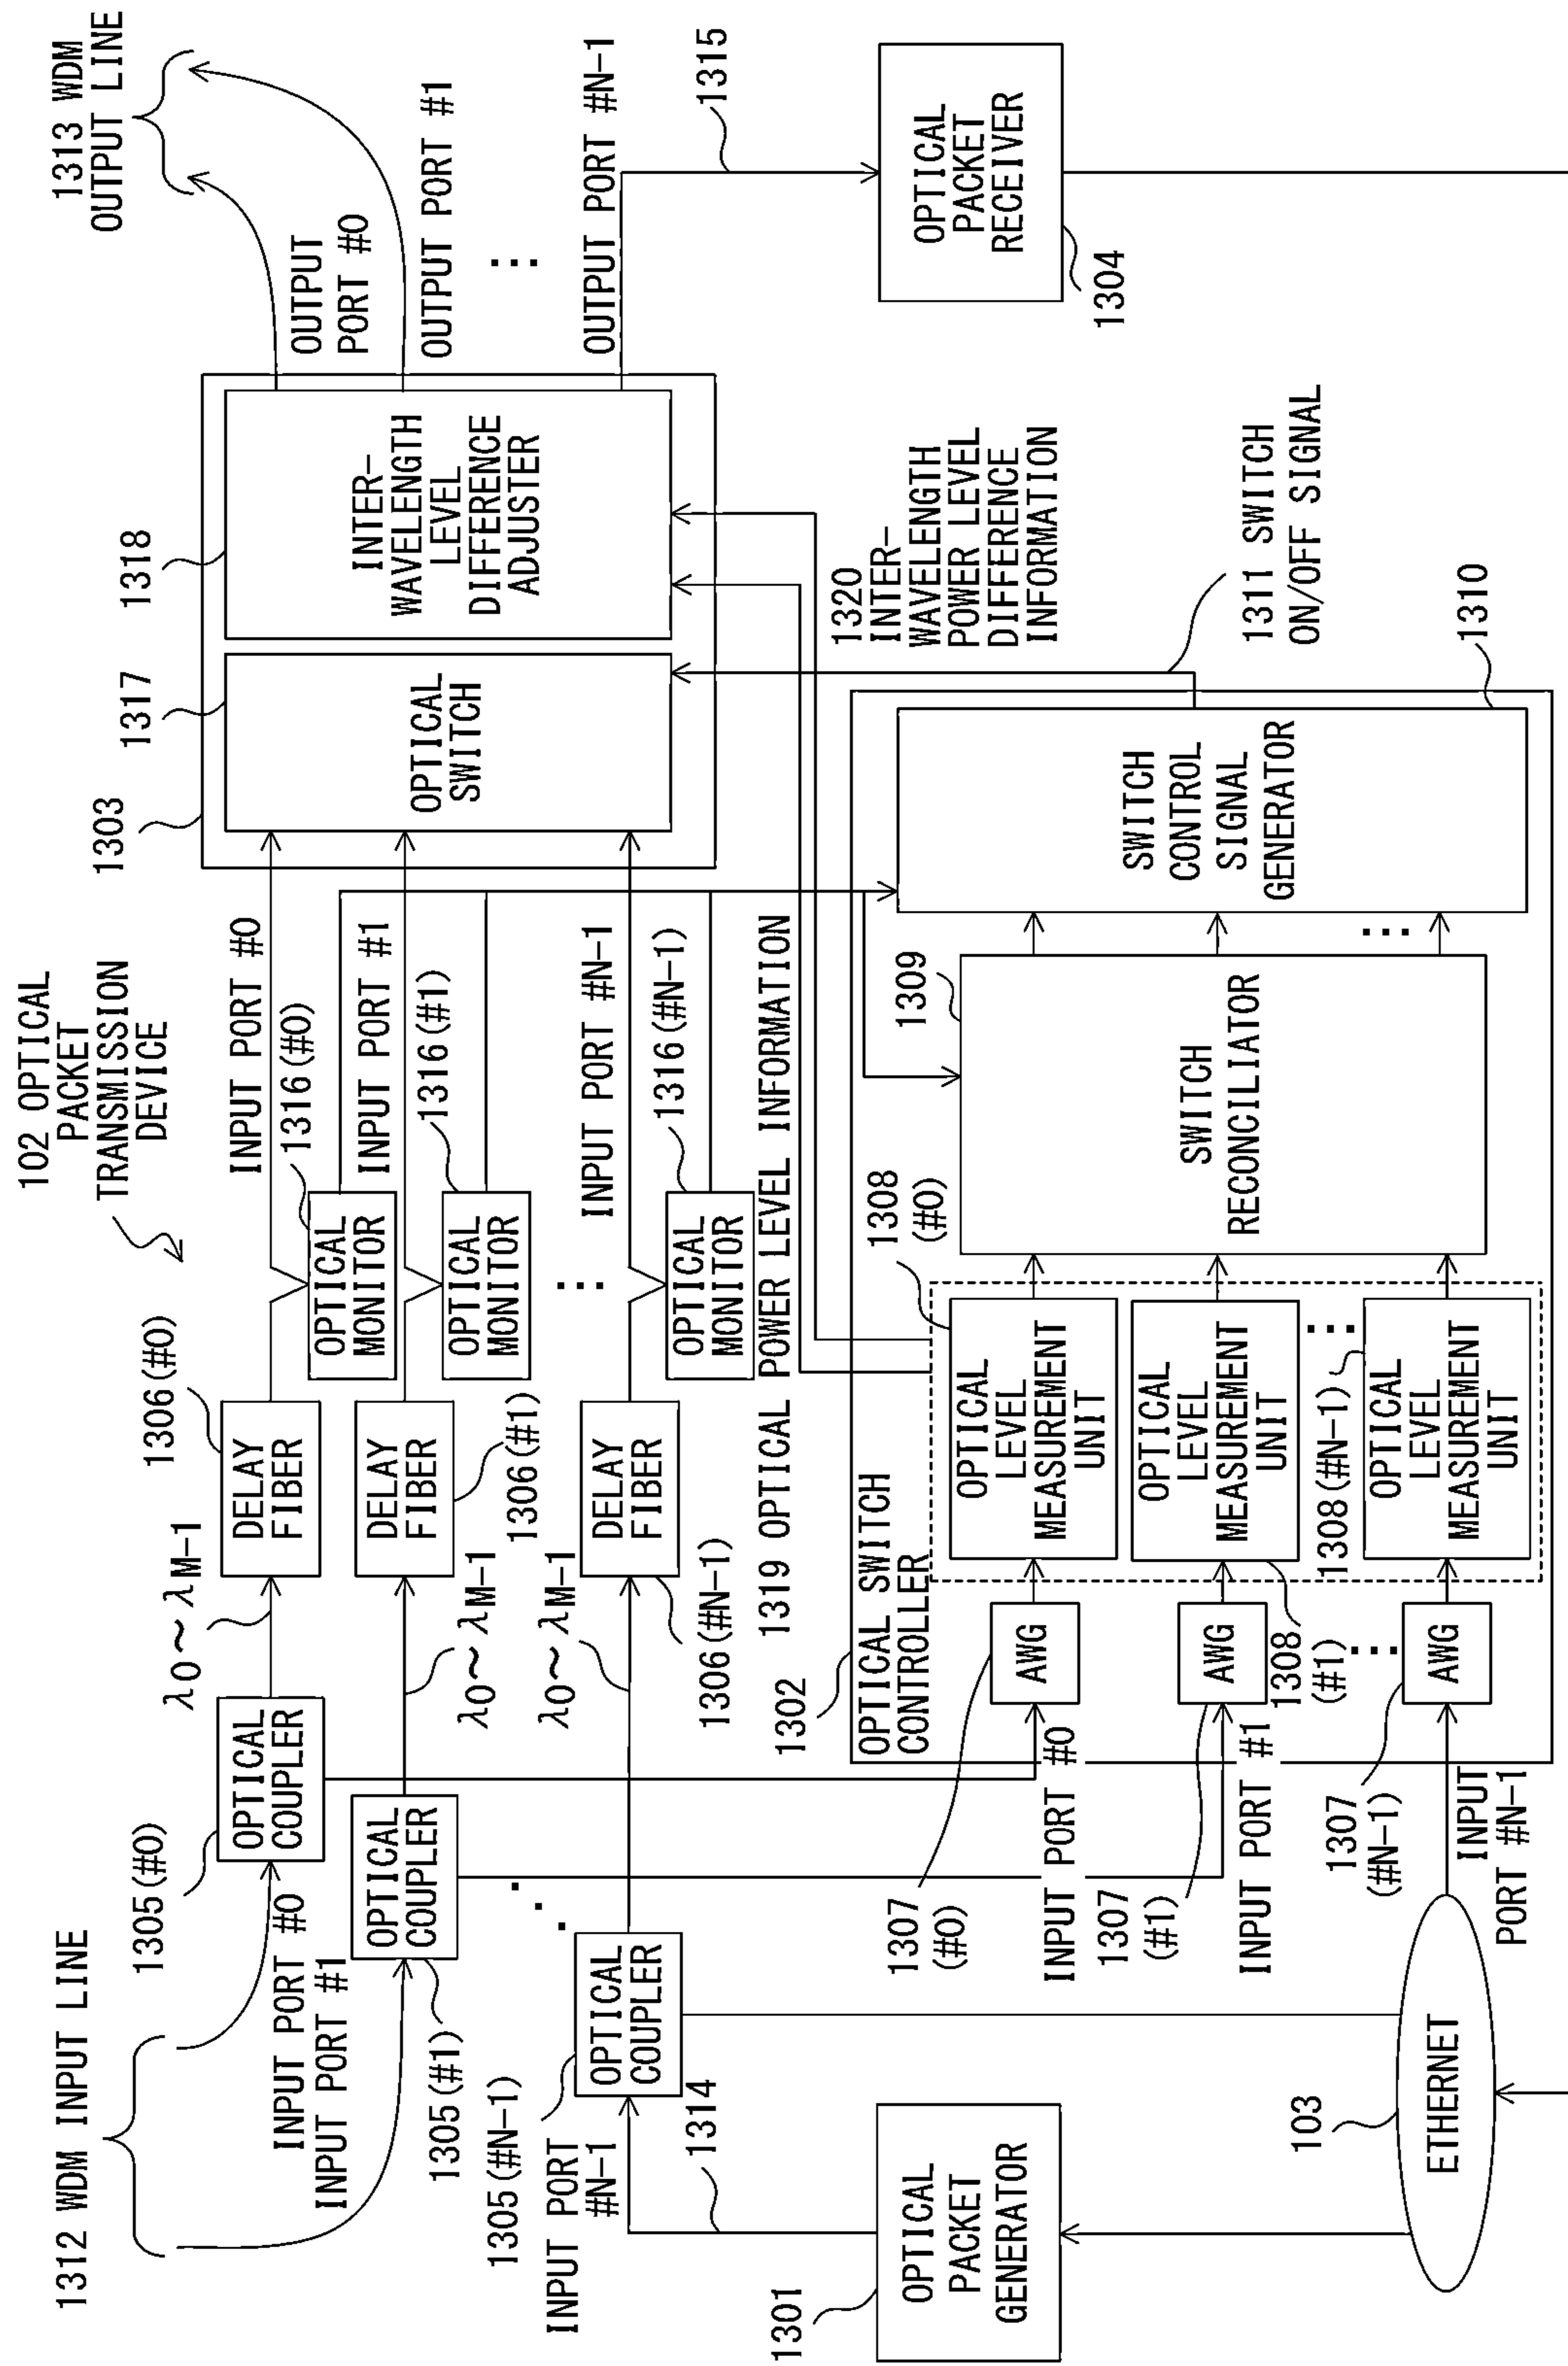 102 OPTICAL
PACKET
TRANSMISSION
DEVICE
1312 WDM INPUT LINE
1313 WDM
OUTPUT LINE
INPUT PORT #0
INPUT PORT #1
1305(#0)
OPTICAL
COUPLER
λ0~λM-1
1306(#0)
DELAY
FIBER
INPUT PORT #0
1316(#0)
OPTICAL
MONITOR
1303
1317
OPTICAL
SWITCH
1318
INTER-
WAVELENGTH
LEVEL
DIFFERENCE
ADJUSTER
OUTPUT
PORT #0
OUTPUT PORT #1
...
OUTPUT PORT #N-1
1315
1305(#1)
OPTICAL
COUPLER
λ0~λM-1
DELAY
FIBER
1306(#1)
INPUT PORT #1
1316(#1)
OPTICAL
MONITOR
...
...
1305(#N-1)
INPUT PORT
#N-1
OPTICAL
COUPLER
λ0~λM-1
DELAY
FIBER
1306(#N-1)
INPUT PORT #N-1
1316(#N-1)
OPTICAL
MONITOR
1314
1319 OPTICAL POWER LEVEL INFORMATION
1320
INTER-
WAVELENGTH
POWER LEVEL
DIFFERENCE
INFORMATION
OPTICAL
PACKET
RECEIVER
1304
1301
OPTICAL
PACKET
GENERATOR
1302
OPTICAL SWITCH
CONTROLLER
1307
(#0)
INPUT PORT #0
AWG
1308
(#0)
OPTICAL
LEVEL
MEASUREMENT
UNIT
1309
SWITCH
RECONCILIATOR
SWITCH
CONTROL
SIGNAL
GENERATOR
1311 SWITCH
ON/OFF SIGNAL
1310
1307
(#1)
INPUT PORT #1
AWG
1308
(#1)
OPTICAL
LEVEL
MEASUREMENT
UNIT
...
...
...
1307
(#N-1)
INPUT
PORT #N-1
AWG
1308(#N-1)
OPTICAL
LEVEL
MEASUREMENT
UNIT
103
ETHERNET